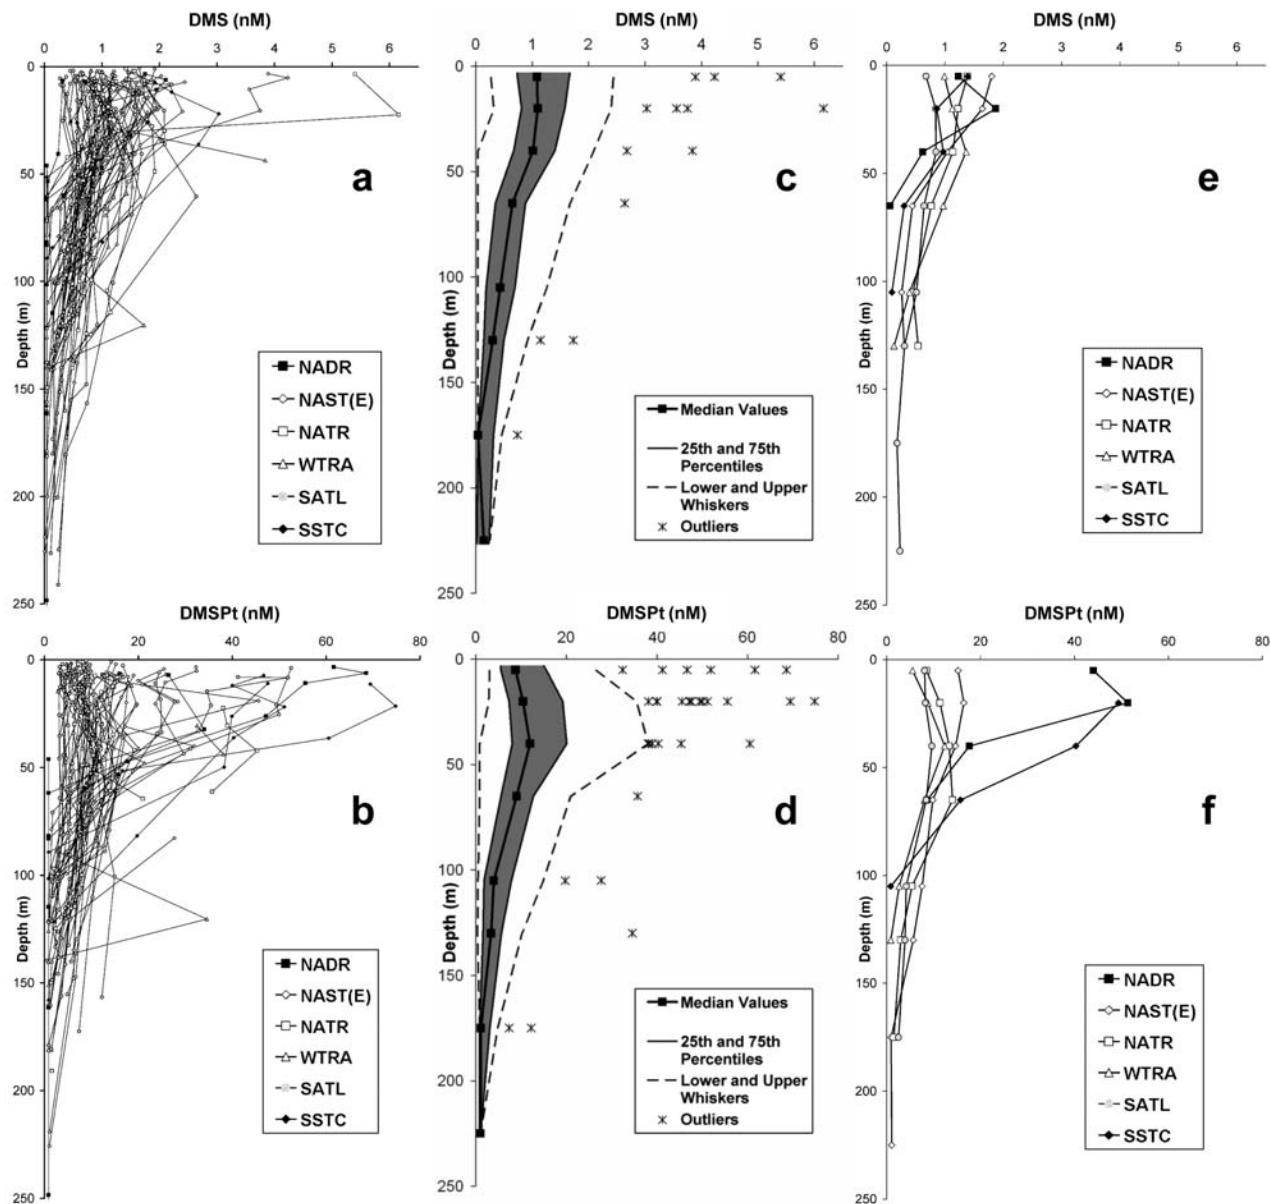 DMS (nM)
0 1 2 3 4 5 6
0
50
100
150
200
250
Depth (m)
a
NADR
NAST(E)
NATR
WTRA
SATL
SSTC
DMS (nM)
0 1 2 3 4 5 6
0
50
100
150
200
250
Depth (m)
c
Median Values
25th and 75th
Percentiles
Lower and Upper
Whiskers
Outliers
DMS (nM)
0 1 2 3 4 5 6
0
50
100
150
200
250
Depth (m)
e
NADR
NAST(E)
NATR
WTRA
SATL
SSTC
DMSPt (nM)
0 20 40 60 80
0
50
100
150
200
250
Depth (m)
b
NADR
NAST(E)
NATR
WTRA
SATL
SSTC
DMSPt (nM)
0 20 40 60 80
0
50
100
150
200
250
Depth (m)
d
Median Values
25th and 75th
Percentiles
Lower and Upper
Whiskers
Outliers
DMSPt (nM)
0 20 40 60 80
0
50
100
150
200
250
Depth (m)
f
NADR
NAST(E)
NATR
WTRA
SATL
SSTC